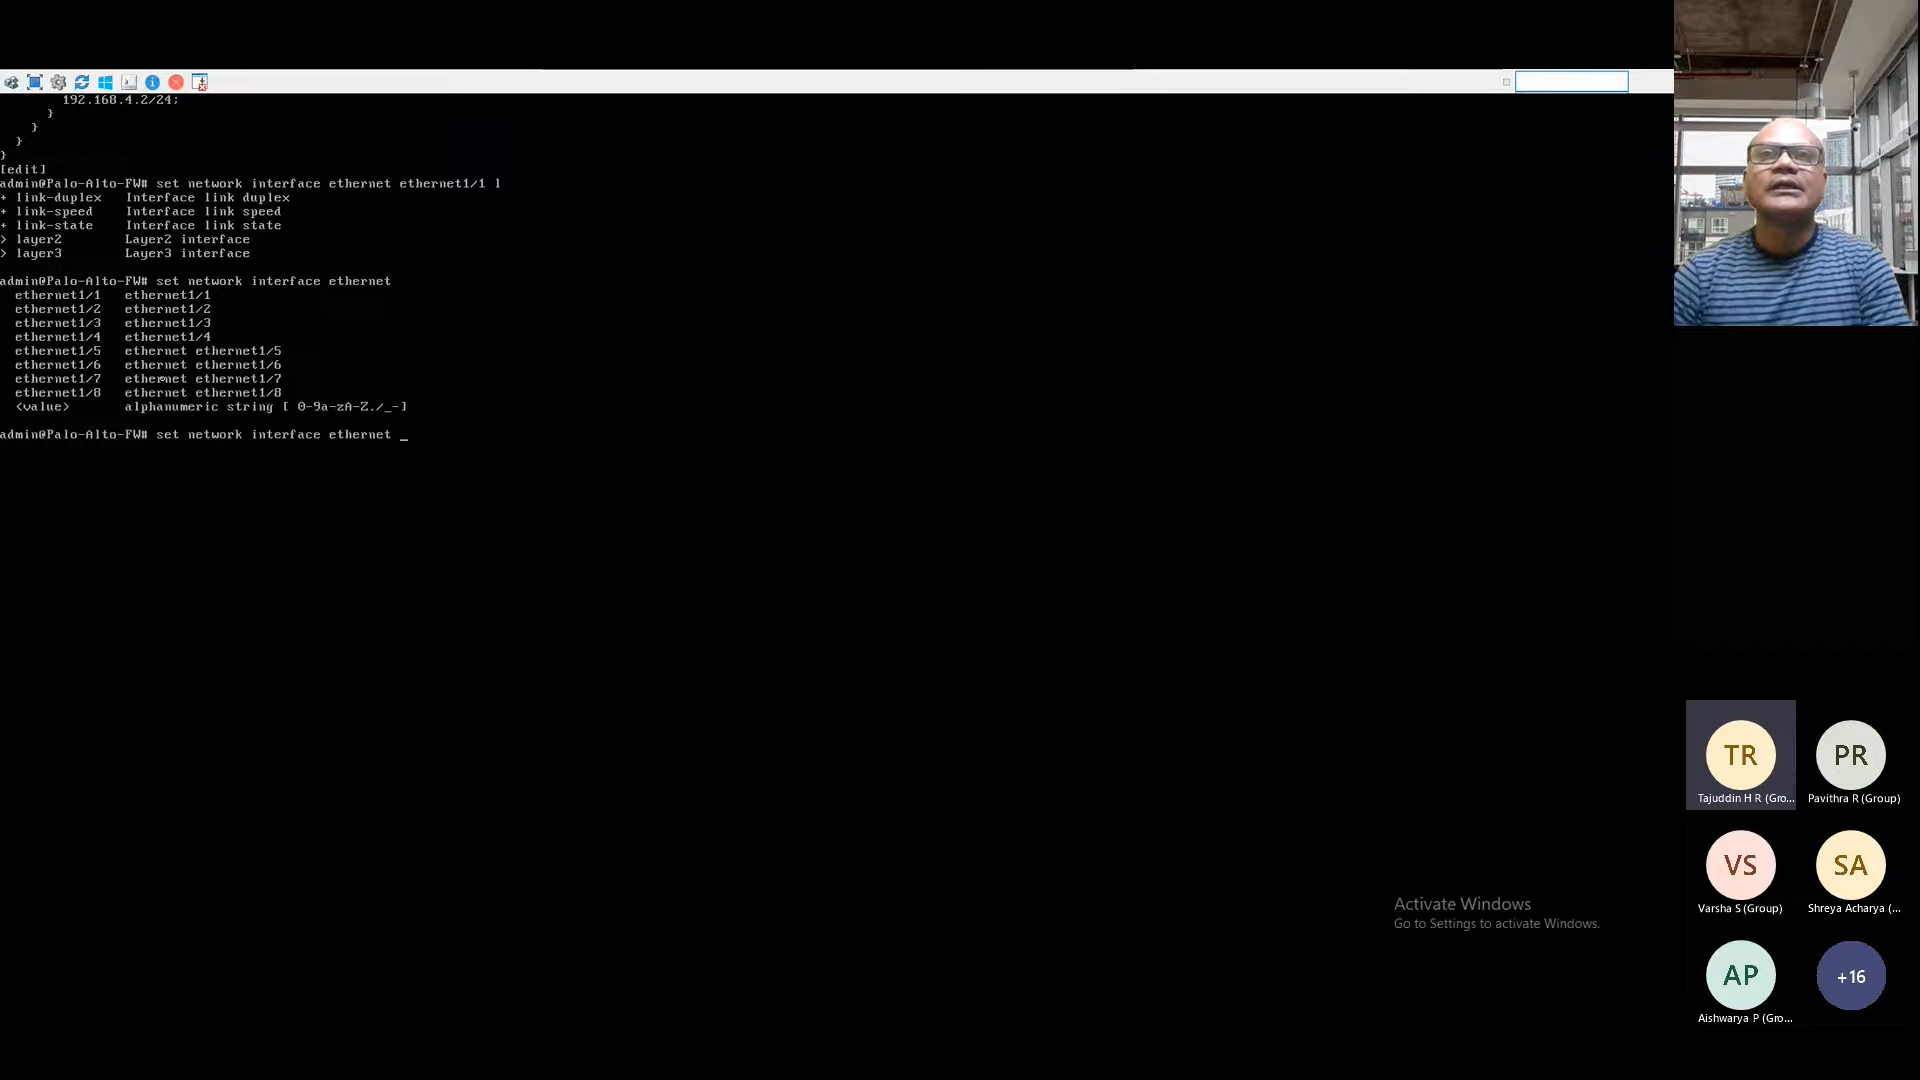 192.168.4.2/24;
}
}
}
}
[edit]
admin@Palo-Alto-FW# set network interface ethernet ethernet1/1 l
+ link-duplex Interface link duplex
+ link-speed Interface link speed
+ link-state Interface link state
> layer2 Layer2 interface
> layer3 Layer3 interface
admin@Palo-Alto-FW# set network interface ethernet
ethernet1/1 ethernet1/1
ethernet1/2 ethernet1/2
ethernet1/3 ethernet1/3
ethernet1/4 ethernet1/4
ethernet1/5 ethernet ethernet1/5
ethernet1/6 ethernet ethernet1/6
ethernet1/7 ethernet ethernet1/7
ethernet1/8 ethernet ethernet1/8
<value> alphanumeric string [ 0-9a-zA-Z./_-]
admin@Palo-Alto-FW# set network interface ethernet _
Activate Windows
Go to Settings to activate Windows.
TR
Tajuddin H R (Gro...
PR
Pavithra R (Group)
VS
Varsha S (Group)
SA
Shreya Acharya (...
AP
Aishwarya P (Gro...
+16